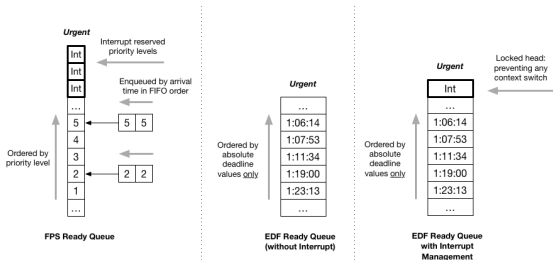 Urgent
Int
Int
Int
...
5
4
3
2
1
...
Interrupt reserved
priority levels
Enqueued by arrival
time in FIFO order
5 5
2 2
Ordered by
priority level
FPS Ready Queue
Urgent
...
1:06:14
1:07:53
1:11:34
1:19:00
1:23:13
...
Ordered by
absolute
deadline
values only
EDF Ready Queue
(without Interrupt)
Urgent
Int
...
1:06:14
1:07:53
1:11:34
1:19:00
1:23:13
...
Locked head:
preventing any
context switch
Ordered by
absolute
deadline
values only
EDF Ready Queue
with Interrupt
Management